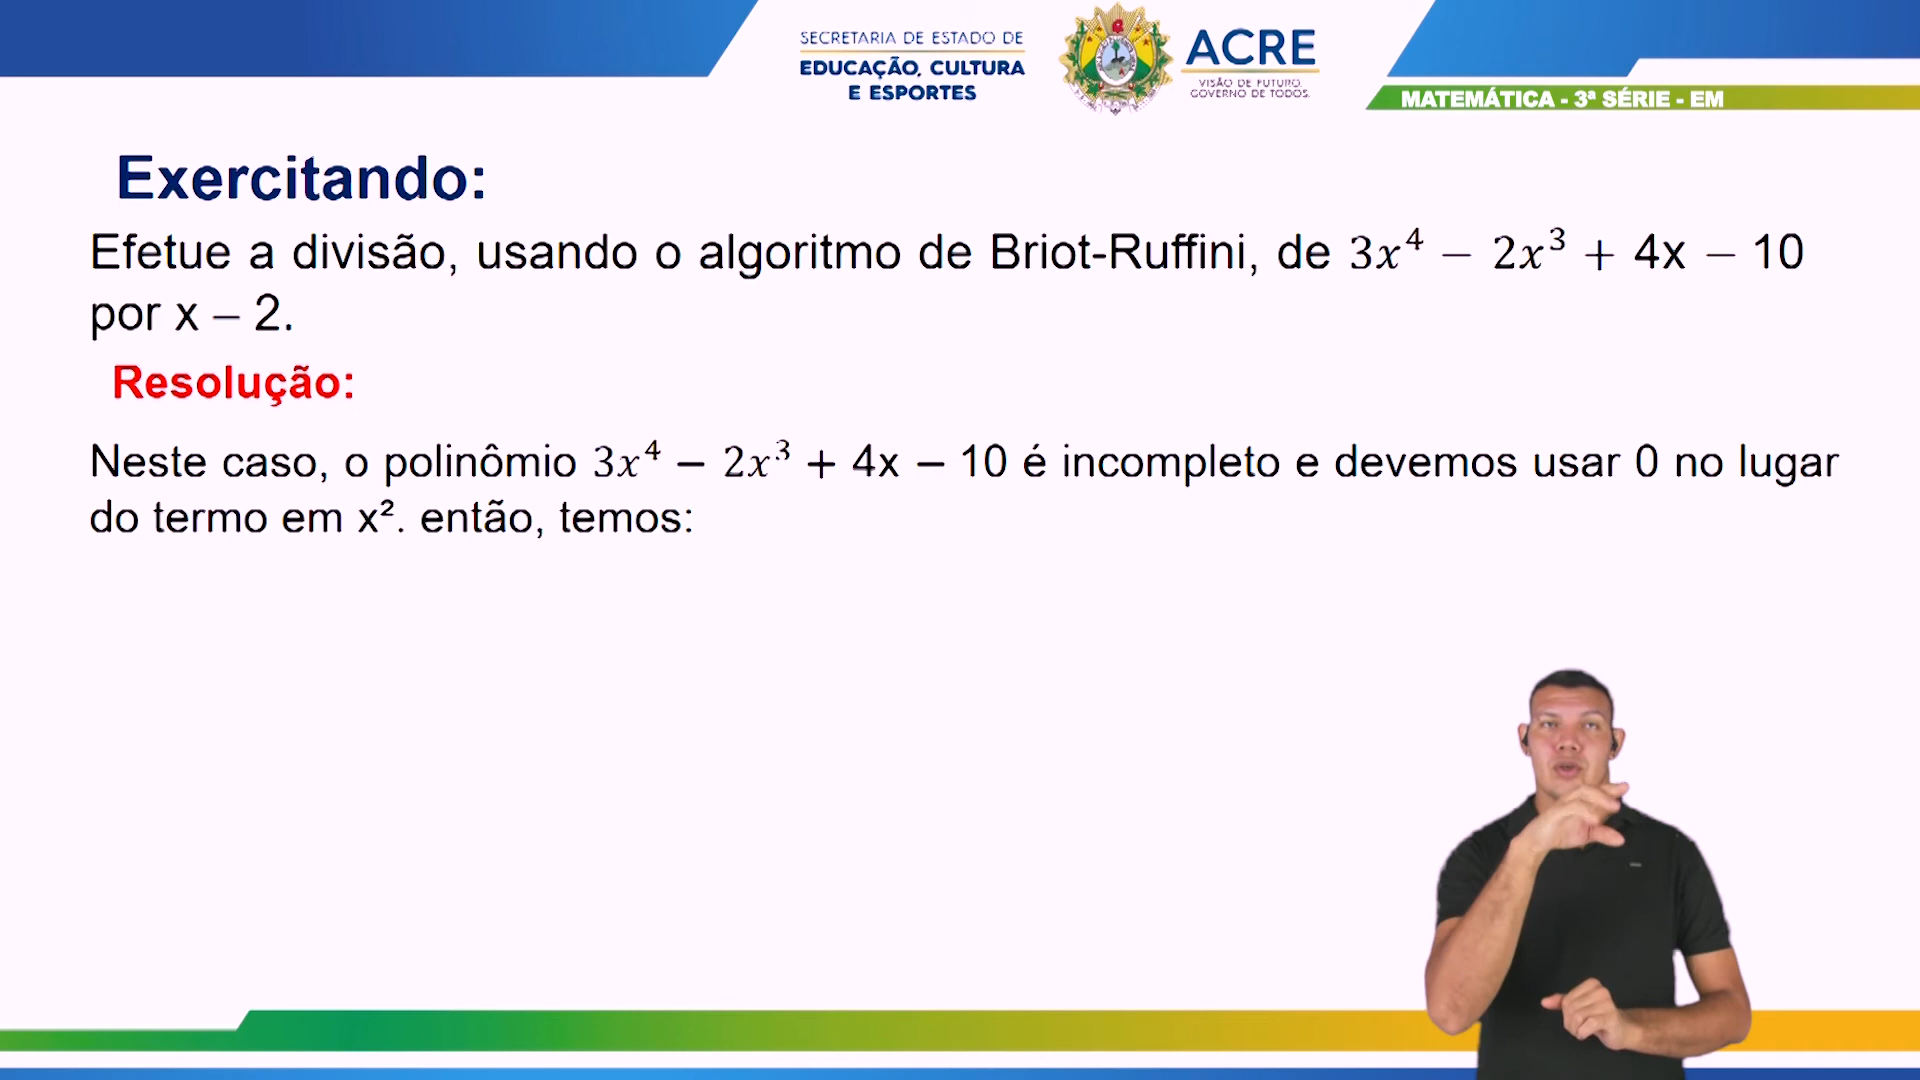 SECRETARIA DE ESTADO DE
EDUCAÇÃO, CULTURA
E ESPORTES
ACRE
VISÃO DE FUTURO.
GOVERNO DE TODOS.
MATEMÁTICA - 3ª SÉRIE - EM
Exercitando:
Efetue a divisão, usando o algoritmo de Briot-Ruffini, de 3x⁴ − 2x³ + 4x − 10
por x – 2.
Resolução:
Neste caso, o polinômio 3x⁴ − 2x³ + 4x − 10 é incompleto e devemos usar 0 no lugar
do termo em x². então, temos: